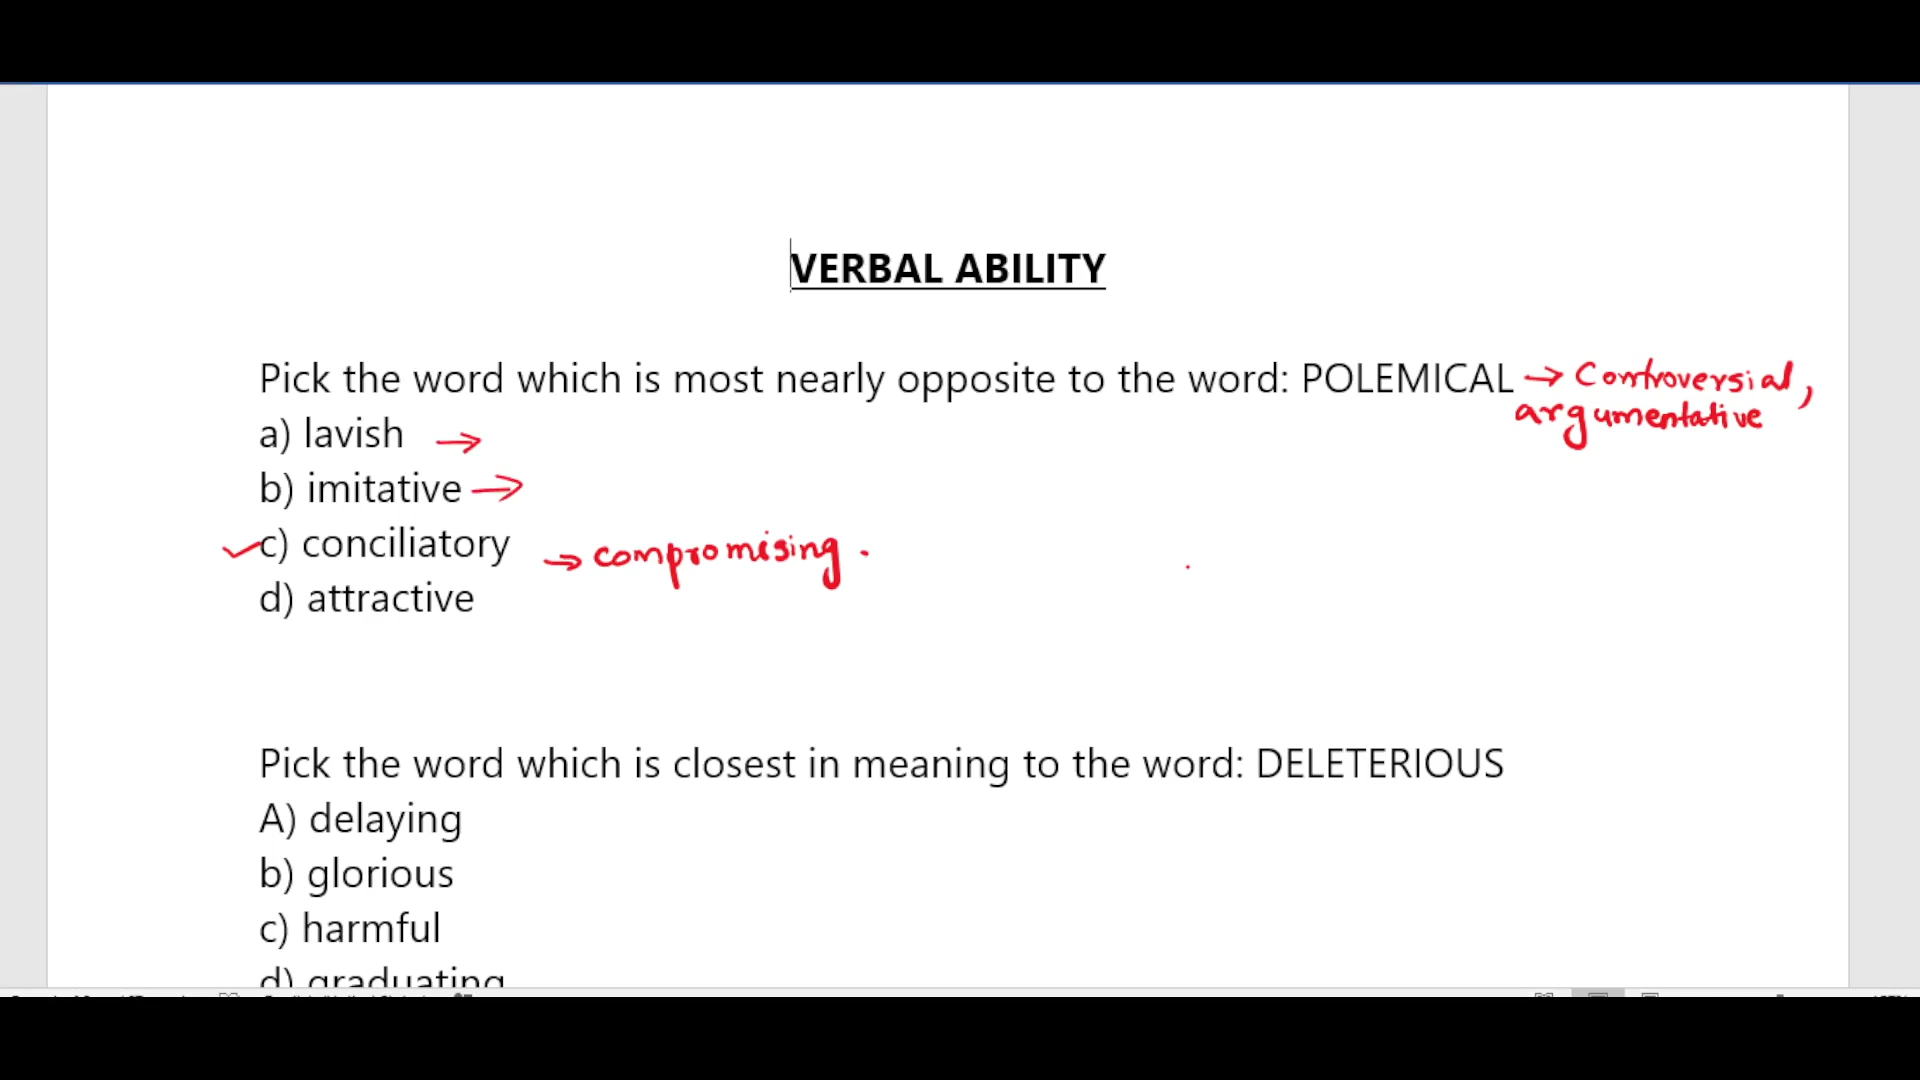 VERBAL ABILITY
Pick the word which is most nearly opposite to the word: POLEMICAL → Controversial,
argumentative
a) lavish →
b) imitative →
c) conciliatory → compromising.
d) attractive
Pick the word which is closest in meaning to the word: DELETERIOUS
A) delaying
b) glorious
c) harmful
d) graduating